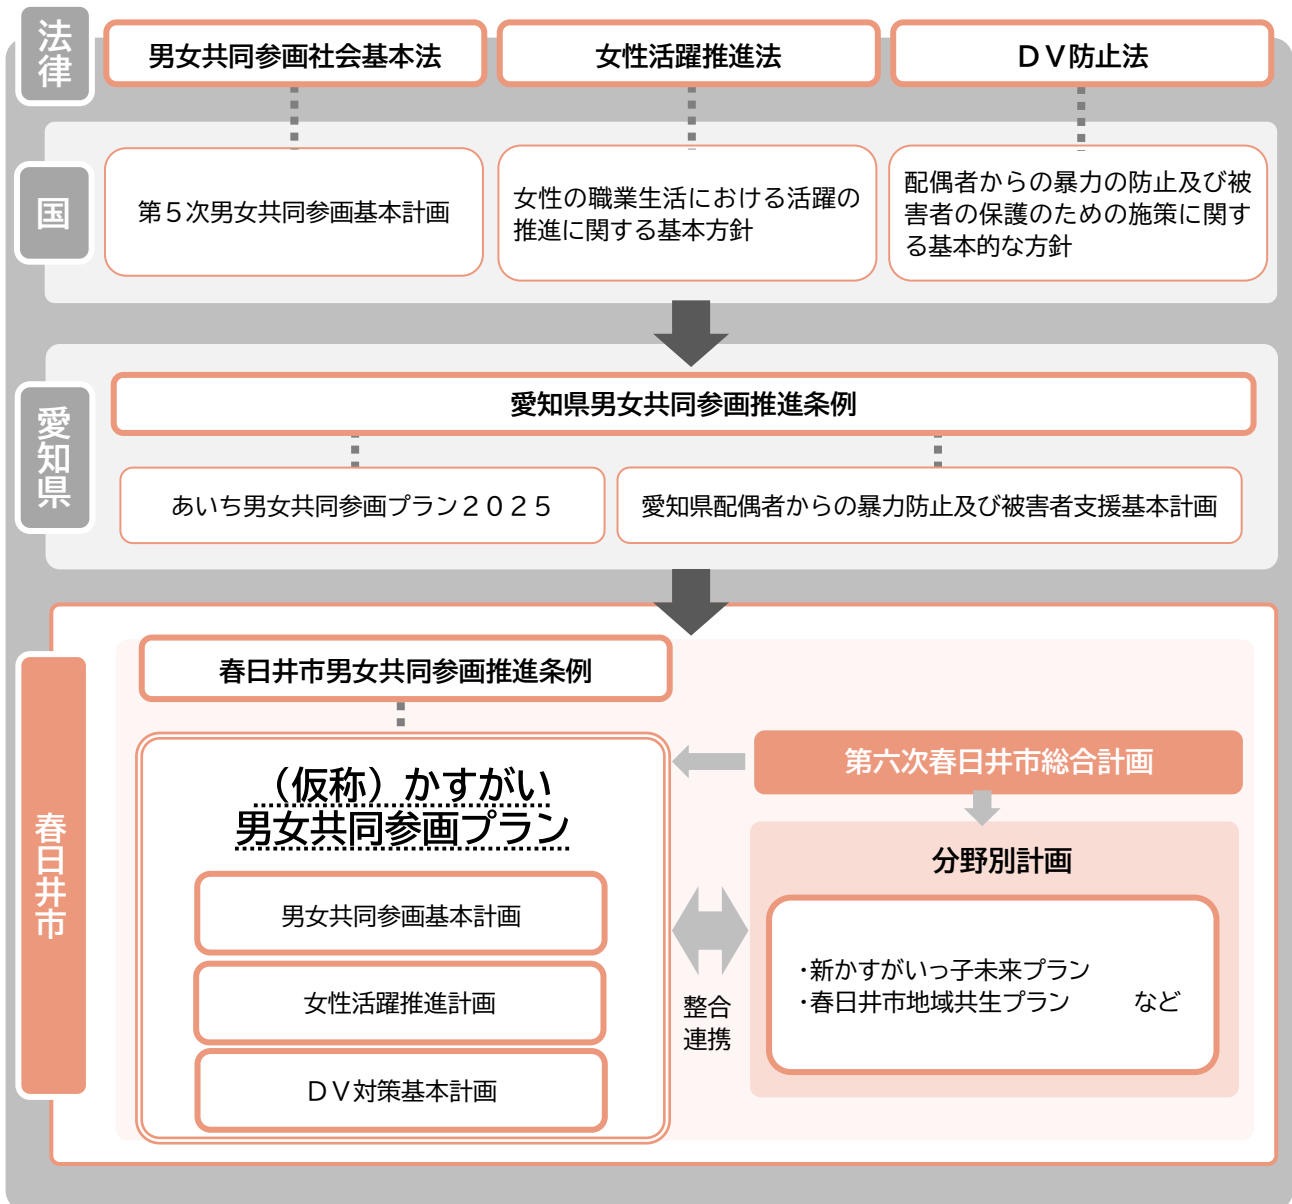 法律
男女共同参画社会基本法
女性活躍推進法
ＤＶ防止法
国
第５次男女共同参画基本計画
女性の職業生活における活躍の
推進に関する基本方針
配偶者からの暴力の防止及び被
害者の保護のための施策に関す
る基本的な方針
愛知県
愛知県男女共同参画推進条例
あいち男女共同参画プラン２０２５
愛知県配偶者からの暴力防止及び被害者支援基本計画
春日井市
春日井市男女共同参画推進条例
（仮称）かすがい
男女共同参画プラン
男女共同参画基本計画
女性活躍推進計画
ＤＶ対策基本計画
整合
連携
第六次春日井市総合計画
分野別計画
・新かすがいっ子未来プラン
・春日井市地域共生プラン　　など